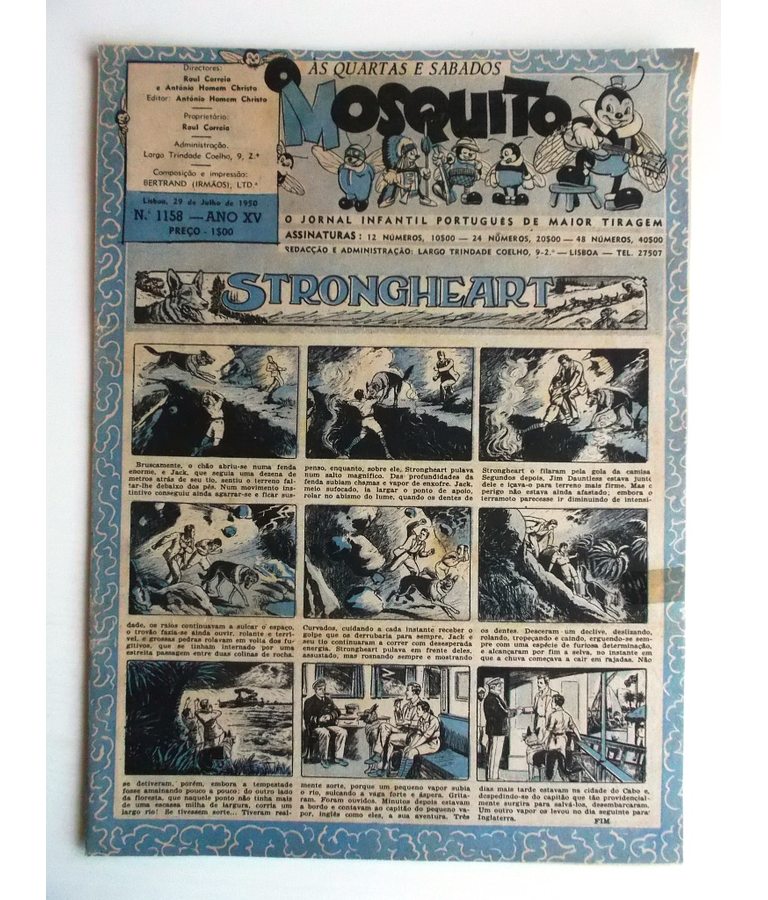 Directores:
Raul Correia
e António Homem Christo
Editor: António Homem Christo
Proprietário:
Raul Correia
Administração.
Largo Trindade Coelho, 9, 2.º
Composição e impressão:
BERTRAND (IRMÃOS), LTD.ª
Lisboa, 29 de Julho de 1950
N.º 1158 — ANO XV
PREÇO - 1$00
ÀS QUARTAS E SABADOS
O MOSQUITO
O JORNAL INFANTIL PORTUGUES DE MAIOR TIRAGEM
ASSINATURAS: 12 NÚMEROS, 10$00 — 24 NÚMEROS, 20$00 — 48 NÚMEROS, 40$00
REDACÇÃO E ADMINISTRAÇÃO: LARGO TRINDADE COELHO, 9-2.º — LISBOA — TEL. 27507
STRONGHEART
Bruscamente, o chão abriu-se numa fenda
enorme, e Jack, que seguia uma dezena de
metros atrás de seu tio, sentiu o terreno fal-
tar-lhe debaixo dos pés. Num movimento ins-
tintivo conseguiu ainda agarrar-se e ficar sus-
penso, enquanto, sobre ele, Strongheart pulava
num salto magnífico. Das profundidades da
fenda subiam chamas e vapor de enxofre. Jack,
meio sufocado, ia largar o ponto de apoio,
rolar no abismo do lume, quando os dentes de
Strongheart o filaram pela gola da camisa
Segundos depois, Jim Dauntless estava junt
dele e içava-o para terreno mais firme. Mas
perigo não estava ainda afastado; embora o
terramoto parecesse ir diminuindo de intensi-
dade, os raios continuavam a sulcar o espaço,
o trovão fazia-se ainda ouvir, rolante e terrí-
vel, e grossas pedras rolavam em volta dos fu-
gitivos, que se tinham internado por uma
estreita passagem entre duas colinas de rocha.
Curvados, cuidando a cada instante receber o
golpe que os derrubaria para sempre, Jack e
seu tio continuaram a correr com desesperada
energia. Strongheart pulava em frente deles,
assustado, mas rosnando sempre e mostrando
os dentes. Desceram um declive, deslizando,
rolando, tropeçando e caindo, erguendo-se sem-
pre com uma espécie de furiosa determinação,
e alcançaram por fim a selva, no instante em
que a chuva começava a cair em rajadas. Não
se detiveram, porém, embora a tempestade
fosse amainando pouco a pouco; do outro lado
da floresta, que naquele ponto não tinha mais
de uma escassa milha de largura, corria um
largo rio! Se tivessem sorte... Tiveram real-
mente sorte, porque um pequeno vapor subia
o rio, sulcando a vaga forte e áspera. Grita-
ram. Foram ouvidos. Minutos depois estavam
a bordo e contavam ao capitão do pequeno va-
por, inglês como eles, a sua aventura. Três
dias mais tarde estavam na cidade do Cabo e,
despedindo-se do capitão que tão providencial-
mente surgira para salvá-los, desembarcaram.
Um outro vapor os levou no dia seguinte para
Inglaterra.
FIM